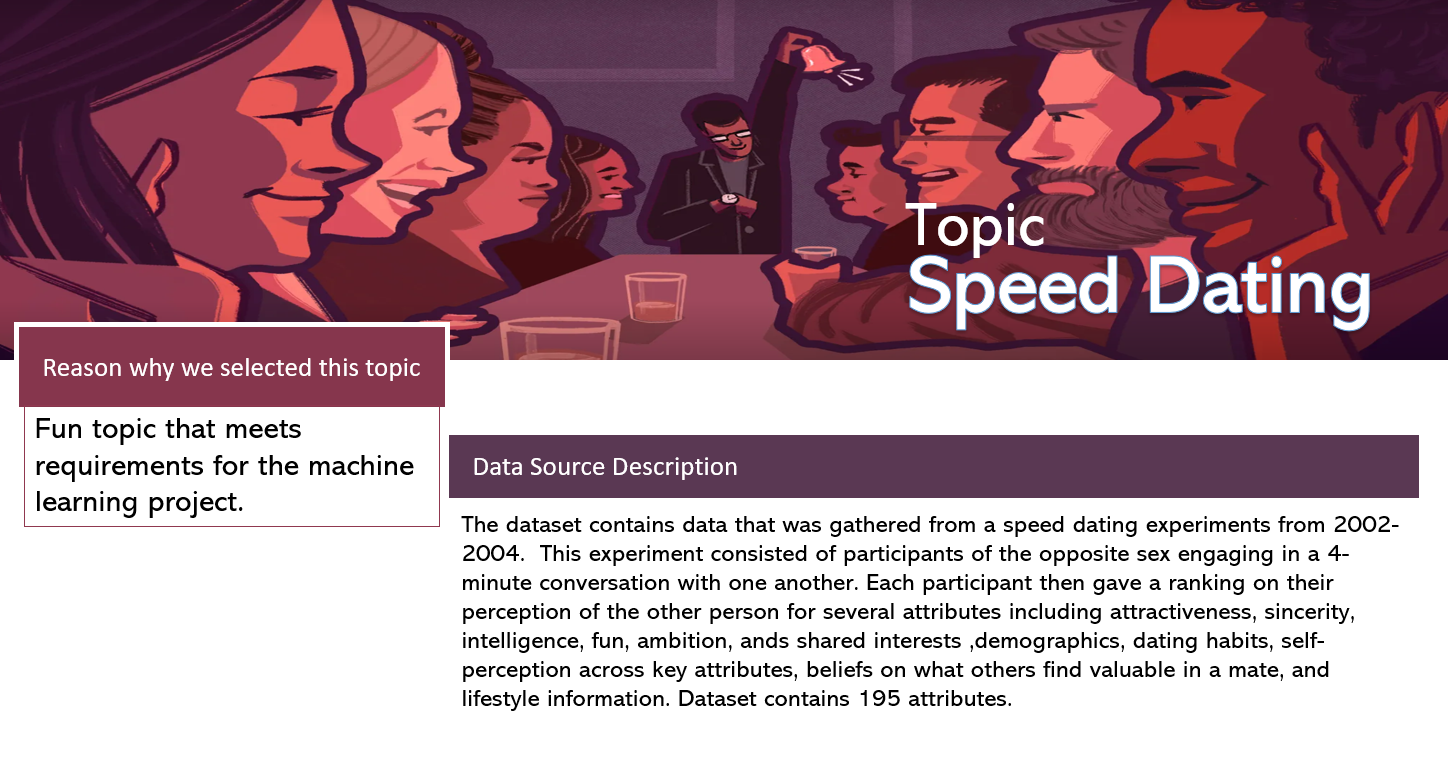 Topic
Speed Dating
Reason why we selected this topic
Fun topic that meets
requirements for the machine
learning project.
Data Source Description
The dataset contains data that was gathered from a speed dating experiments from 2002-
2004.  This experiment consisted of participants of the opposite sex engaging in a 4-
minute conversation with one another. Each participant then gave a ranking on their
perception of the other person for several attributes including attractiveness, sincerity,
intelligence, fun, ambition, ands shared interests ,demographics, dating habits, self-
perception across key attributes, beliefs on what others find valuable in a mate, and
lifestyle information. Dataset contains 195 attributes.